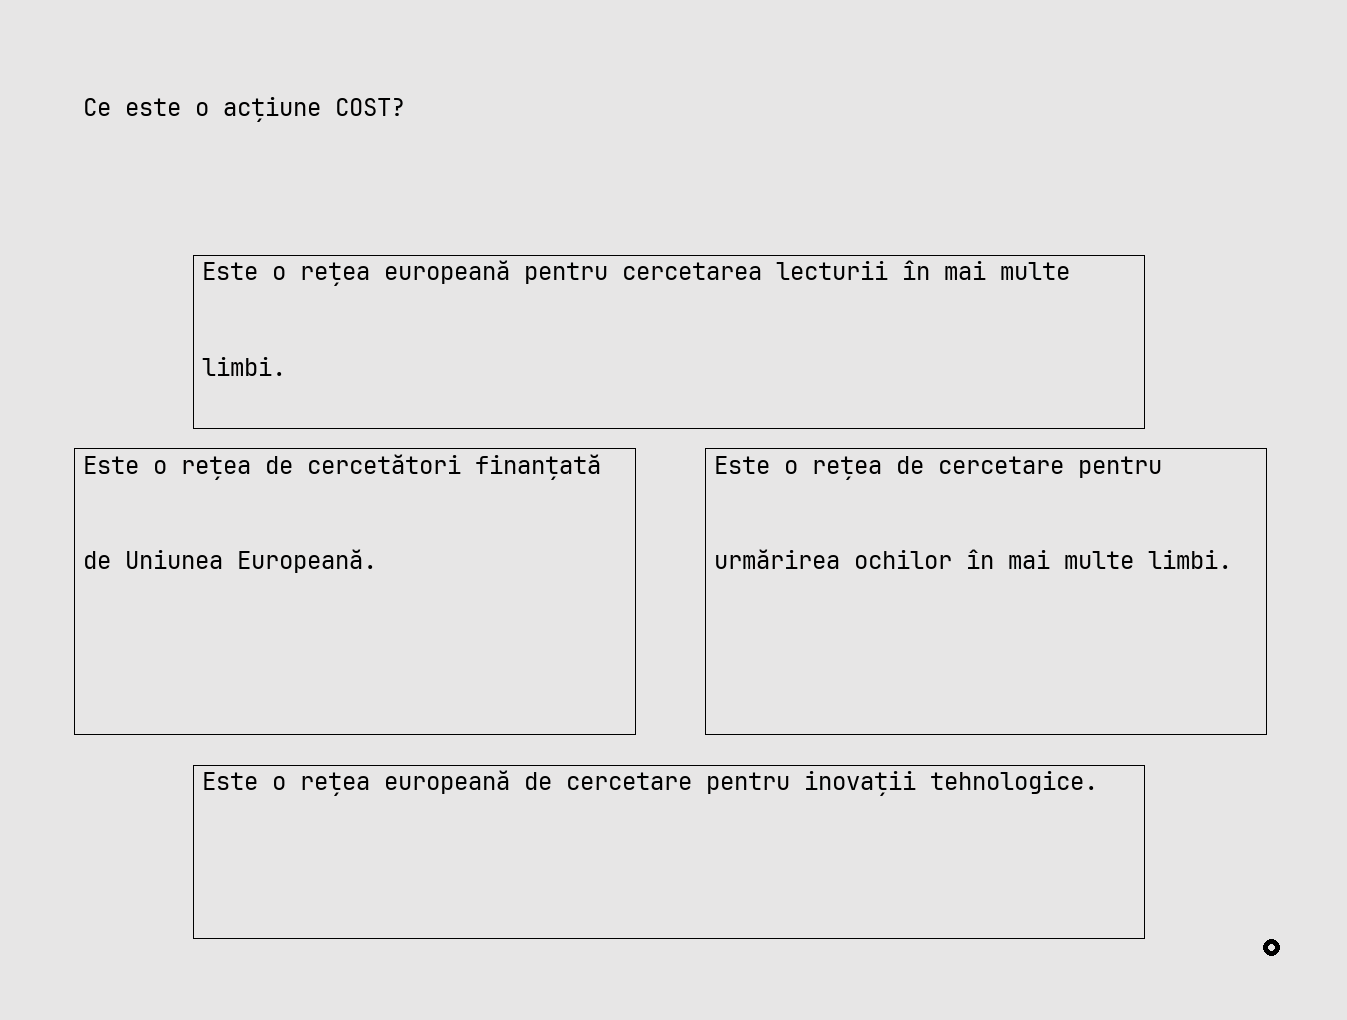 Ce este o acțiune COST?
Este o rețea europeană pentru cercetarea lecturii în mai multe
limbi.
Este o rețea de cercetători finanțată
de Uniunea Europeană.
Este o rețea de cercetare pentru
urmărirea ochilor în mai multe limbi.
Este o rețea europeană de cercetare pentru inovații tehnologice.